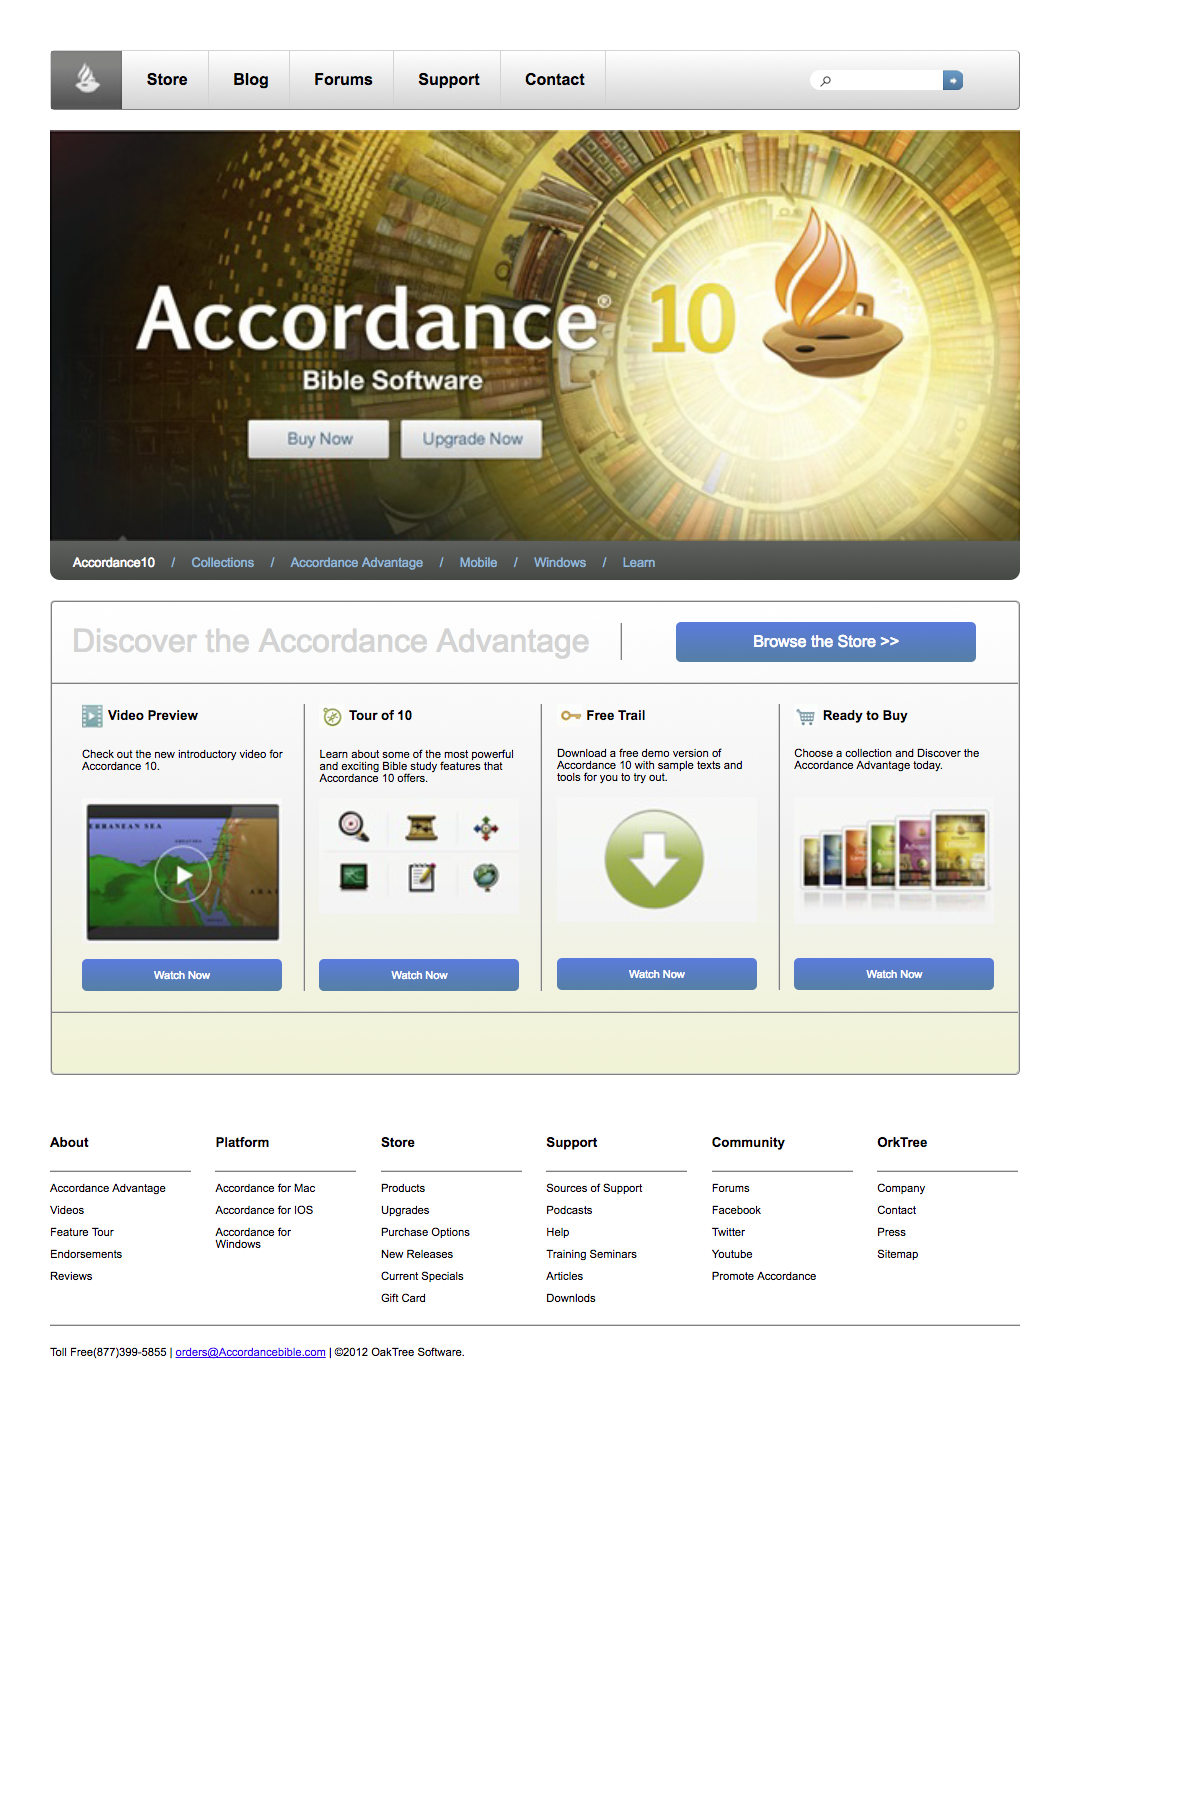 Store Blog Forums Support Contact
Accordance® 10
Bible Software
Buy Now Upgrade Now
Accordance10 / Collections / Accordance Advantage / Mobile / Windows / Learn
Discover the Accordance Advantage
Browse the Store >>
Video Preview
Check out the new introductory video for
Accordance 10.
ERRANEAN SEA
Watch Now
Tour of 10
Learn about some of the most powerful
and exciting Bible study features that
Accordance 10 offers.
Watch Now
Free Trail
Download a free demo version of
Accordance 10 with sample texts and
tools for you to try out.
Watch Now
Ready to Buy
Choose a collection and Discover the
Accordance Advantage today.
Watch Now
About
Accordance Advantage
Videos
Feature Tour
Endorsements
Reviews
Platform
Accordance for Mac
Accordance for IOS
Accordance for
Windows
Store
Products
Upgrades
Purchase Options
New Releases
Current Specials
Gift Card
Support
Sources of Support
Podcasts
Help
Training Seminars
Articles
Downlods
Community
Forums
Facebook
Twitter
Youtube
Promote Accordance
OrkTree
Company
Contact
Press
Sitemap
Toll Free(877)399-5855 | orders@Accordancebible.com | ©2012 OakTree Software.